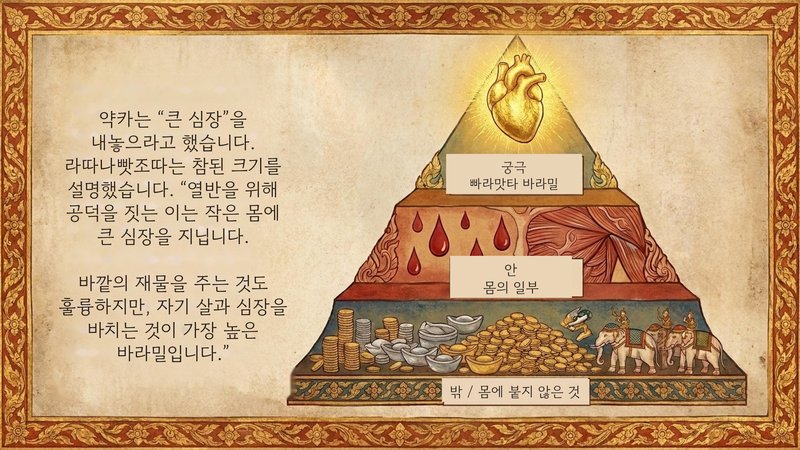 약카는 “큰 심장”을
내놓으라고 했습니다.
라따나빳조따는 참된 크기를
설명했습니다. “열반을 위해
공덕을 짓는 이는 작은 몸에
큰 심장을 지닙니다.
바깥의 재물을 주는 것도
훌륭하지만, 자기 살과 심장을
바치는 것이 가장 높은
바라밀입니다.”
궁극
빠라맛타 바라밀
안
몸의 일부
밖 / 몸에 붙지 않은 것